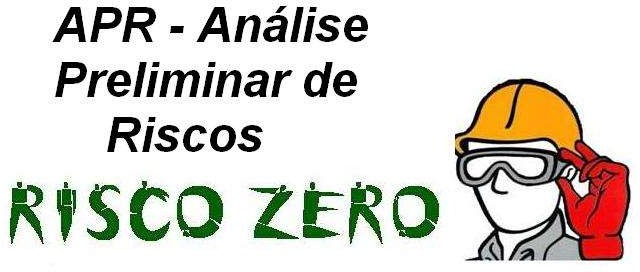 APR - Análise
Preliminar de
Riscos
RISCO ZERO